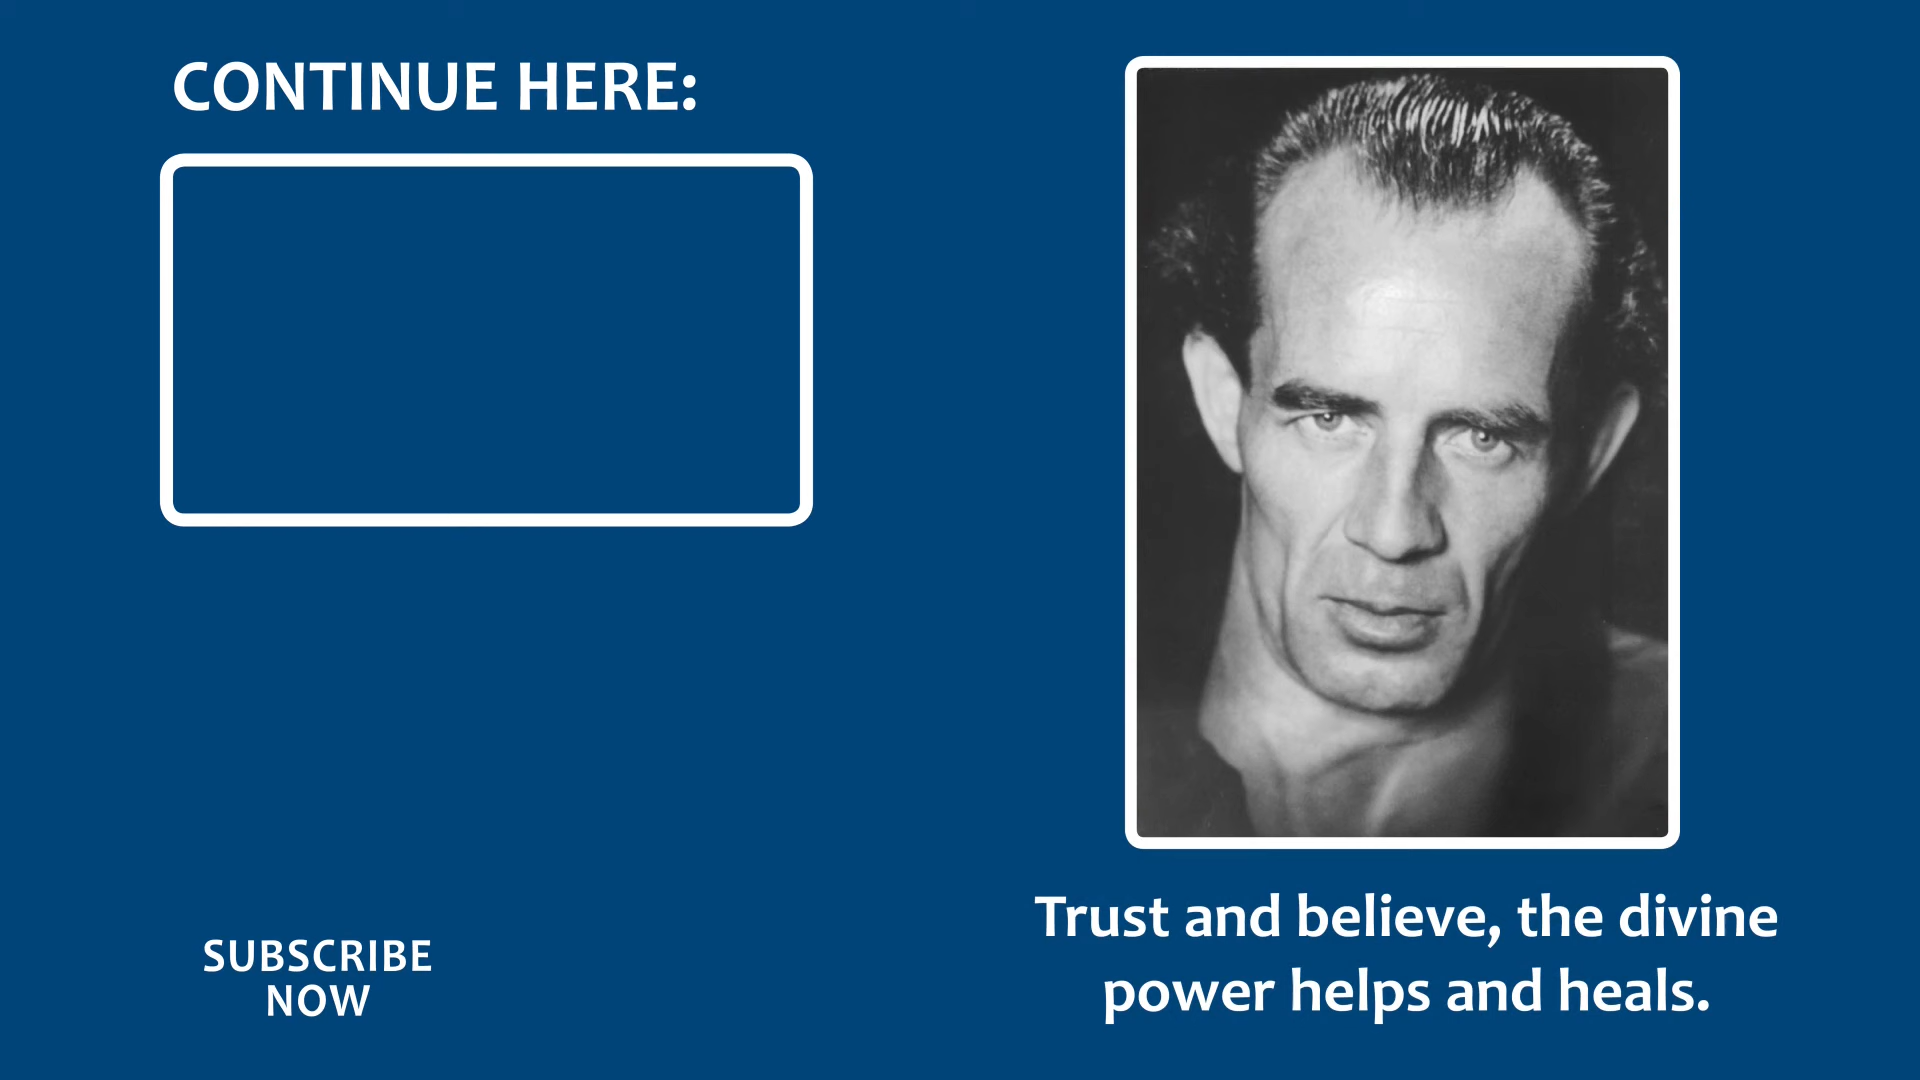 CONTINUE HERE:
SUBSCRIBE
NOW
Trust and believe, the divine
power helps and heals.